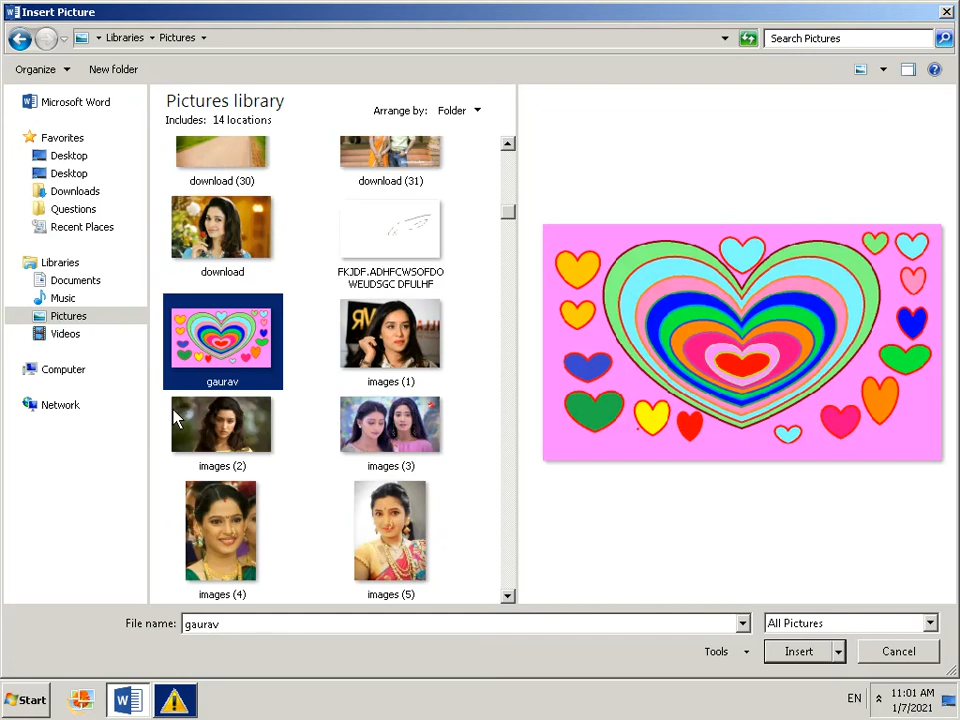 Insert Picture
Libraries Pictures
Search Pictures
Organize New folder
Microsoft Word
Favorites
Desktop
Desktop
Downloads
Questions
Recent Places
Libraries
Documents
Music
Pictures
Videos
Computer
Network
Pictures library
Includes: 14 locations
Arrange by: Folder
download (30)
download (31)
download
FKJDF.ADHFCWSOFDO
WEUDSGC DFULHF
gaurav
images (1)
images (2)
images (3)
images (4)
images (5)
File name: gaurav
All Pictures
Tools Insert Cancel
Start
EN
11:01 AM
1/7/2021